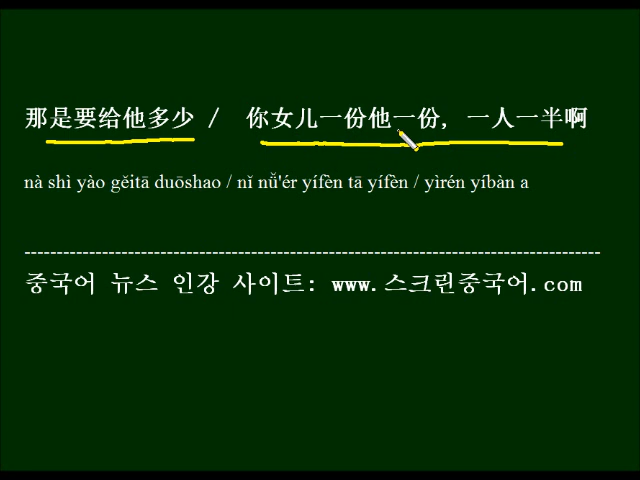 那是要给他多少 / 你女儿一份他一份, 一人一半啊
nà shì yào gěitā duōshao / nǐ nǚ'ér yífèn tā yífèn / yìrén yíbàn a
-----------------------------------------------------------------------------------------
중국어 뉴스 인강 사이트: www.스크린중국어.com